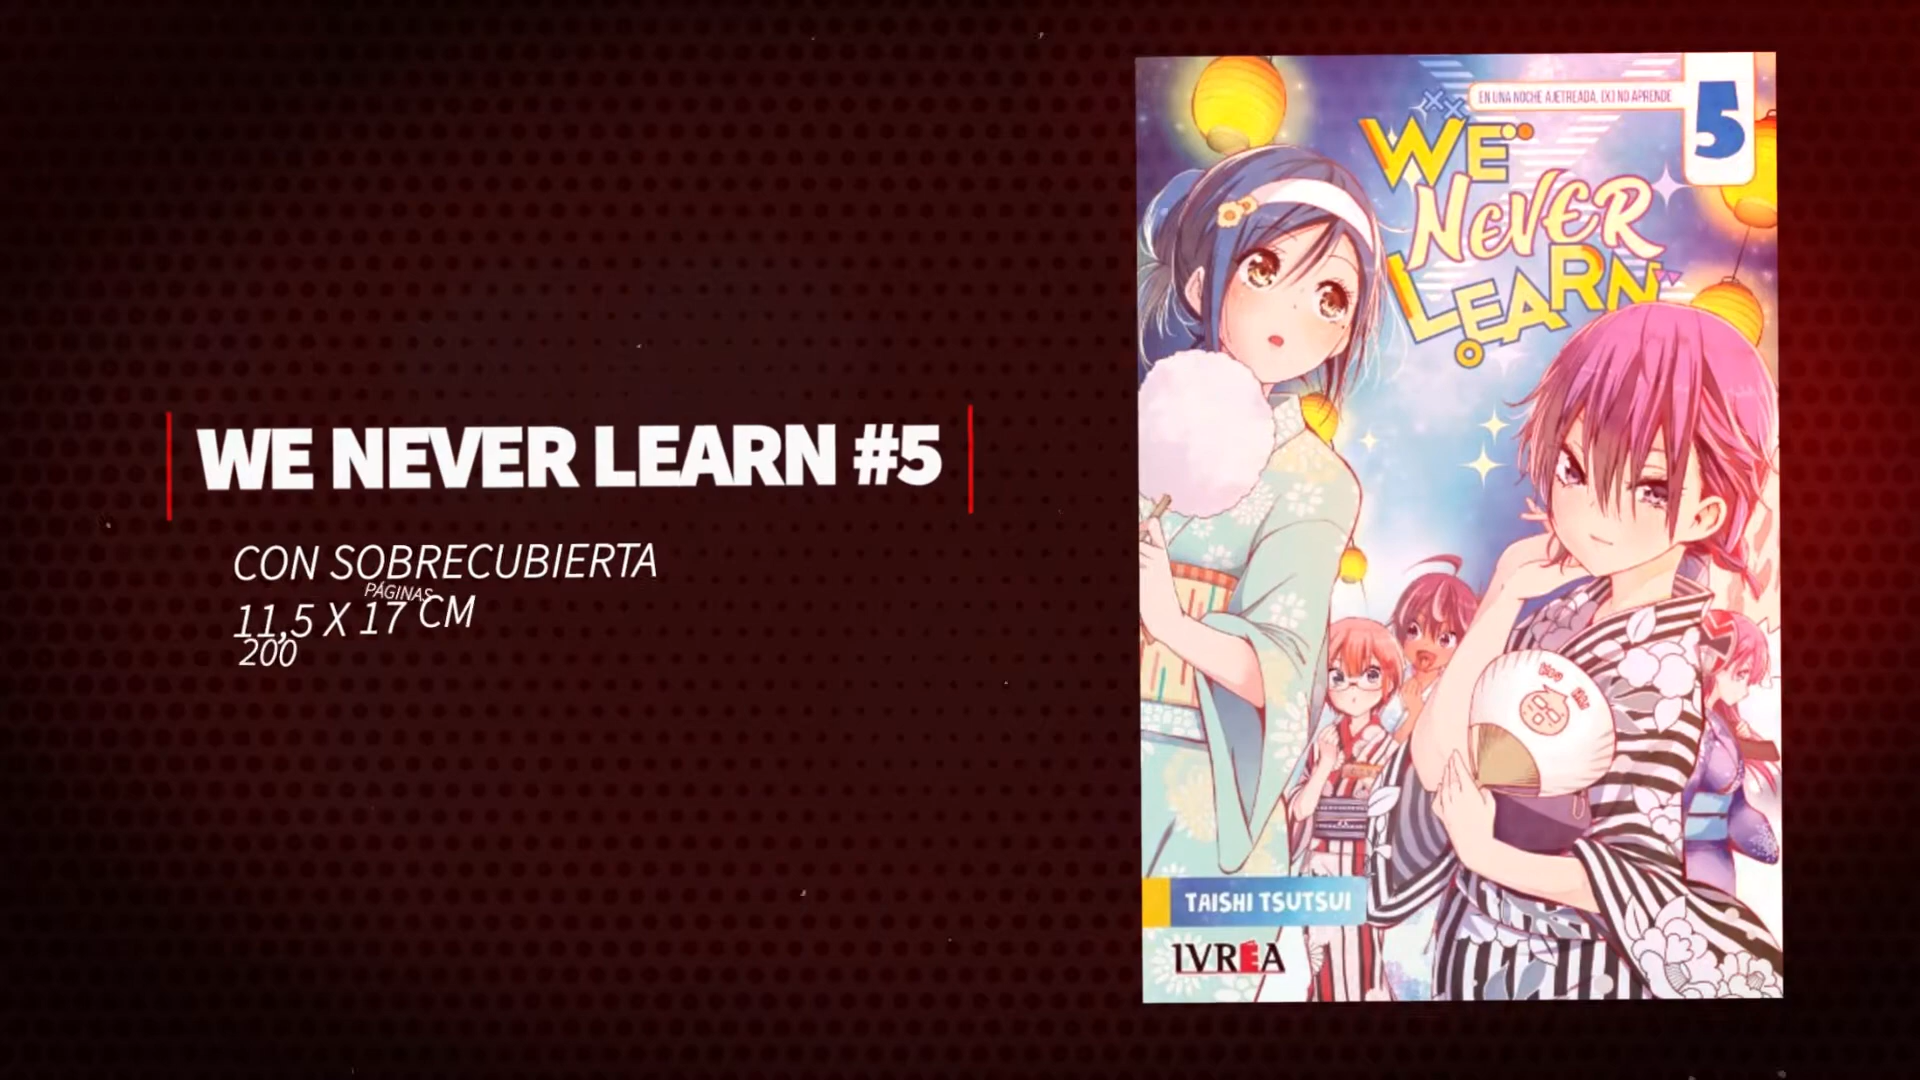 WE NEVER LEARN #5
CON SOBRECUBIERTA
PÁGINAS
11,5 X 17 CM
200
EN UNA NOCHE AJETREADA, [X] NO APRENDE
5
WE
NEVER
LEARN
TAISHI TSUTSUI
IVREA